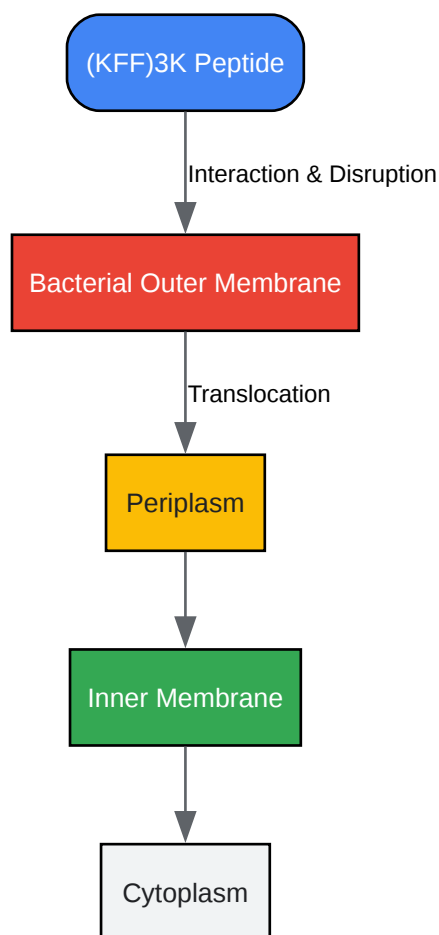 (KFF)3K Peptide
Interaction & Disruption
Bacterial Outer Membrane
Translocation
Periplasm
Inner Membrane
Cytoplasm